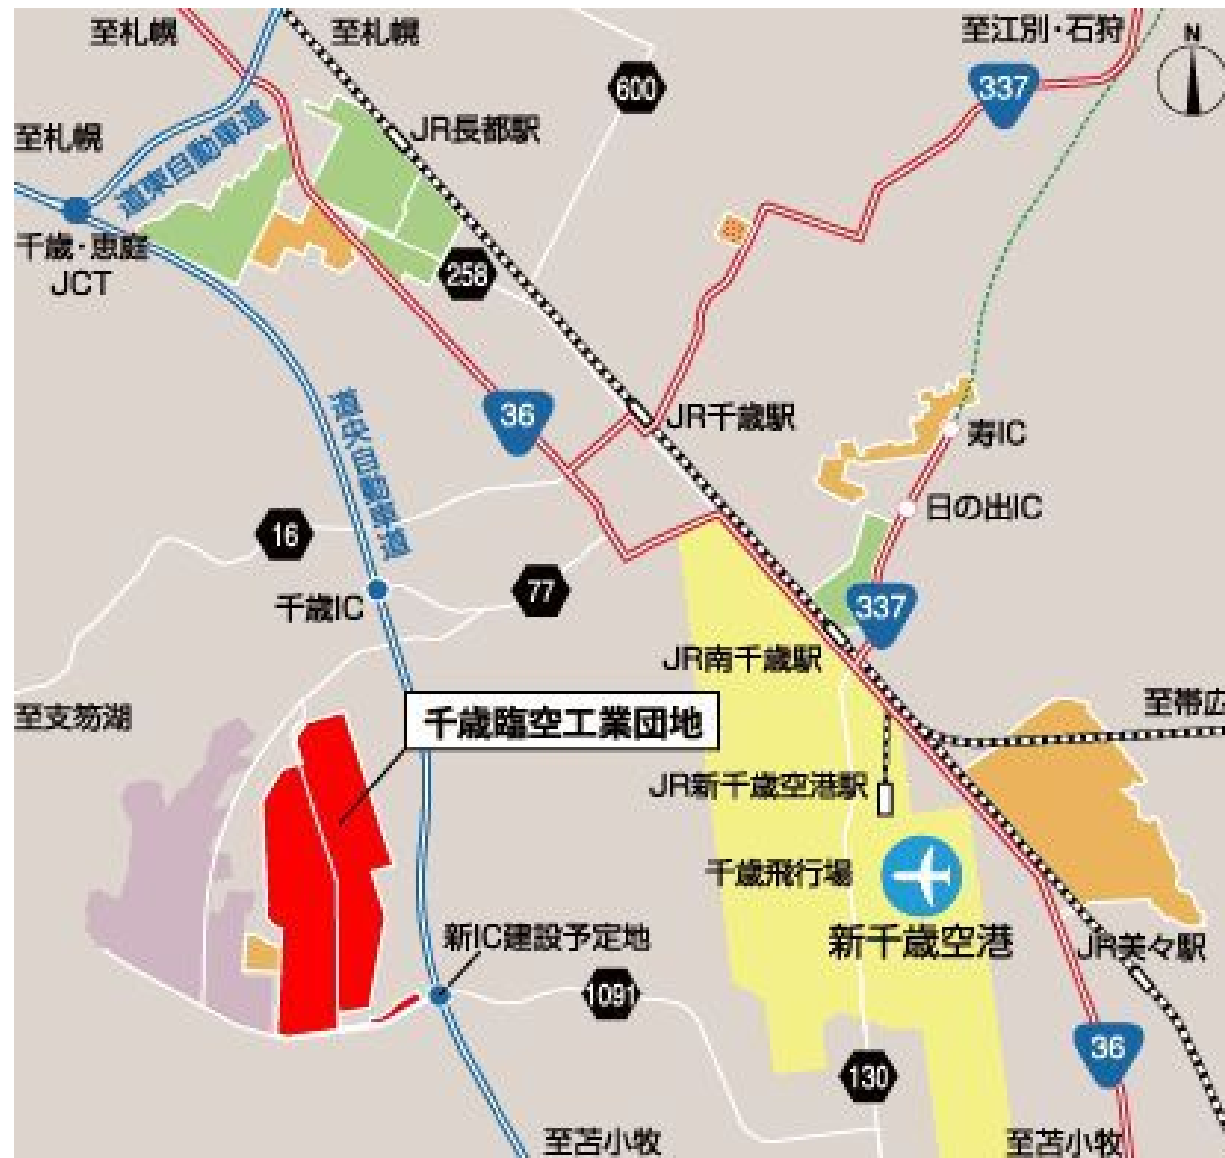 至札幌
至札幌
至江別・石狩
N
337
600
道東自動車道
至札幌
JR長都駅
千歳・恵庭
JCT
258
36
道央自動車道
JR千歳駅
寿IC
日の出IC
16
77
千歳IC
337
JR南千歳駅
至支笏湖
千歳臨空工業団地
至帯広
JR新千歳空港駅
千歳飛行場
新千歳空港
新IC建設予定地
JR美々駅
1091
36
130
至苫小牧
至苫小牧